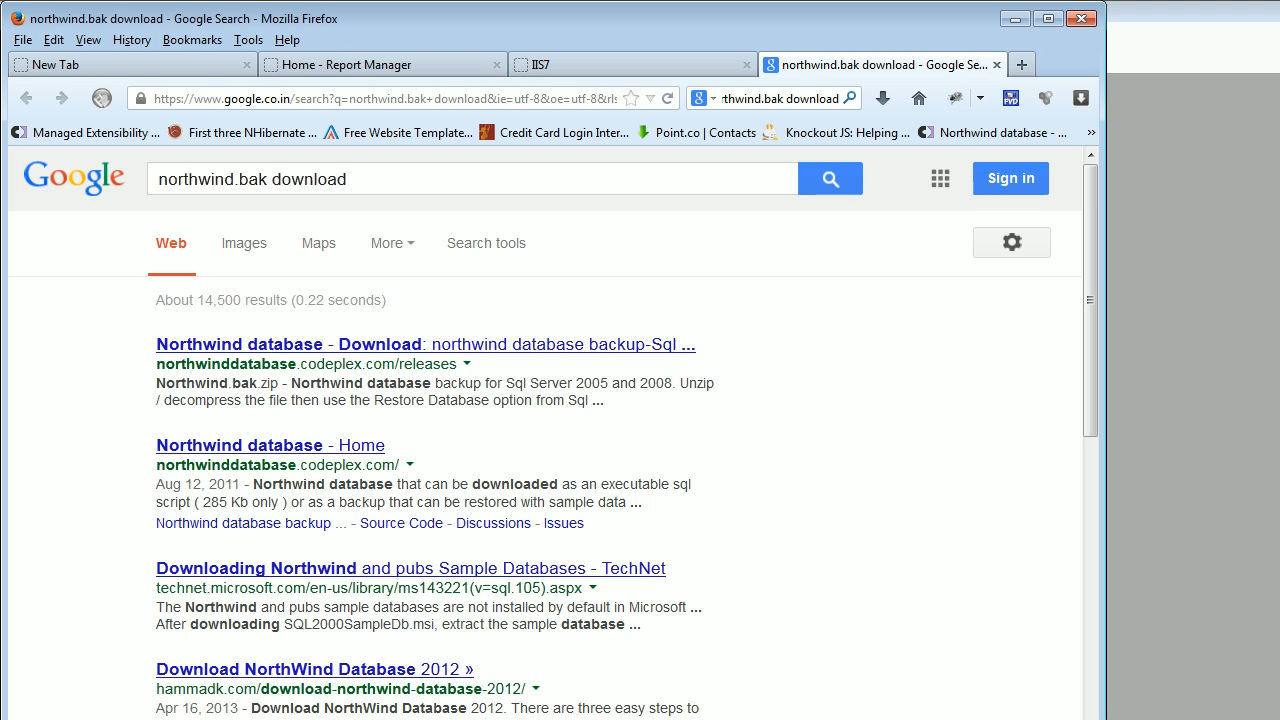 northwind.bak download - Google Search - Mozilla Firefox
File Edit View History Bookmarks Tools Help
New Tab
Home - Report Manager
IIS7
northwind.bak download - Google Se...
https://www.google.co.in/search?q=northwind.bak+download&ie=utf-8&oe=utf-8&rls
thwind.bak download
FVD
Managed Extensibility ... First three NHibernate ... Free Website Template... Credit Card Login Inter... Point.co | Contacts Knockout JS: Helping ... Northwind database - ... »
Google
northwind.bak download
Sign in
Web Images Maps More Search tools
About 14,500 results (0.22 seconds)
Northwind database - Download: northwind database backup-Sql ...
northwinddatabase.codeplex.com/releases
Northwind.bak.zip - Northwind database backup for Sql Server 2005 and 2008. Unzip
/ decompress the file then use the Restore Database option from Sql ...
Northwind database - Home
northwinddatabase.codeplex.com/
Aug 12, 2011 - Northwind database that can be downloaded as an executable sql
script ( 285 Kb only ) or as a backup that can be restored with sample data ...
Northwind database backup ... - Source Code - Discussions - Issues
Downloading Northwind and pubs Sample Databases - TechNet
technet.microsoft.com/en-us/library/ms143221(v=sql.105).aspx
The Northwind and pubs sample databases are not installed by default in Microsoft ...
After downloading SQL2000SampleDb.msi, extract the sample database ...
Download NorthWind Database 2012 »
hammadk.com/download-northwind-database-2012/
Apr 16, 2013 - Download NorthWind Database 2012. There are three easy steps to